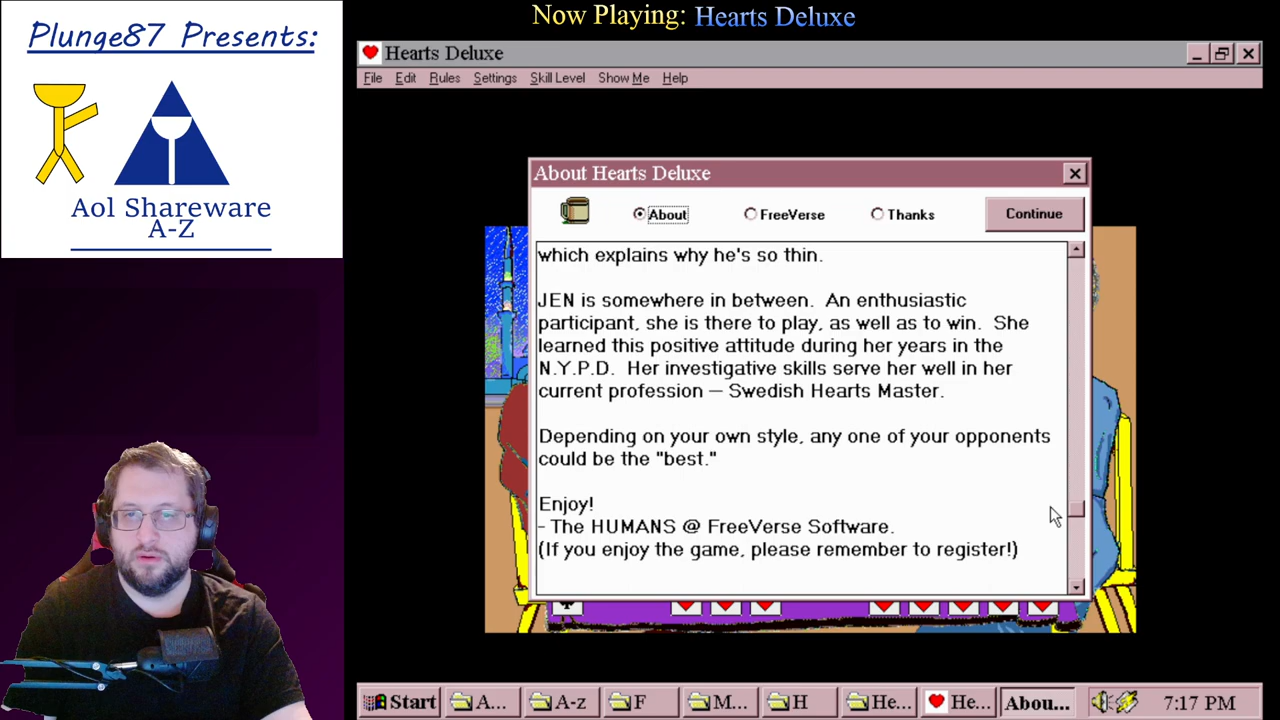 Now Playing: Hearts Deluxe
Plunge87 Presents:
Aol Shareware
A-Z
Hearts Deluxe
File Edit Rules Settings Skill Level Show Me Help
About Hearts Deluxe
About FreeVerse Thanks Continue
which explains why he's so thin.
JEN is somewhere in between. An enthusiastic
participant, she is there to play, as well as to win. She
learned this positive attitude during her years in the
N.Y.P.D. Her investigative skills serve her well in her
current profession – Swedish Hearts Master.
Depending on your own style, any one of your opponents
could be the "best."
Enjoy!
- The HUMANS @ FreeVerse Software.
(If you enjoy the game, please remember to register!)
Start A... A-z F M... H He... He... Abou... 7:17 PM